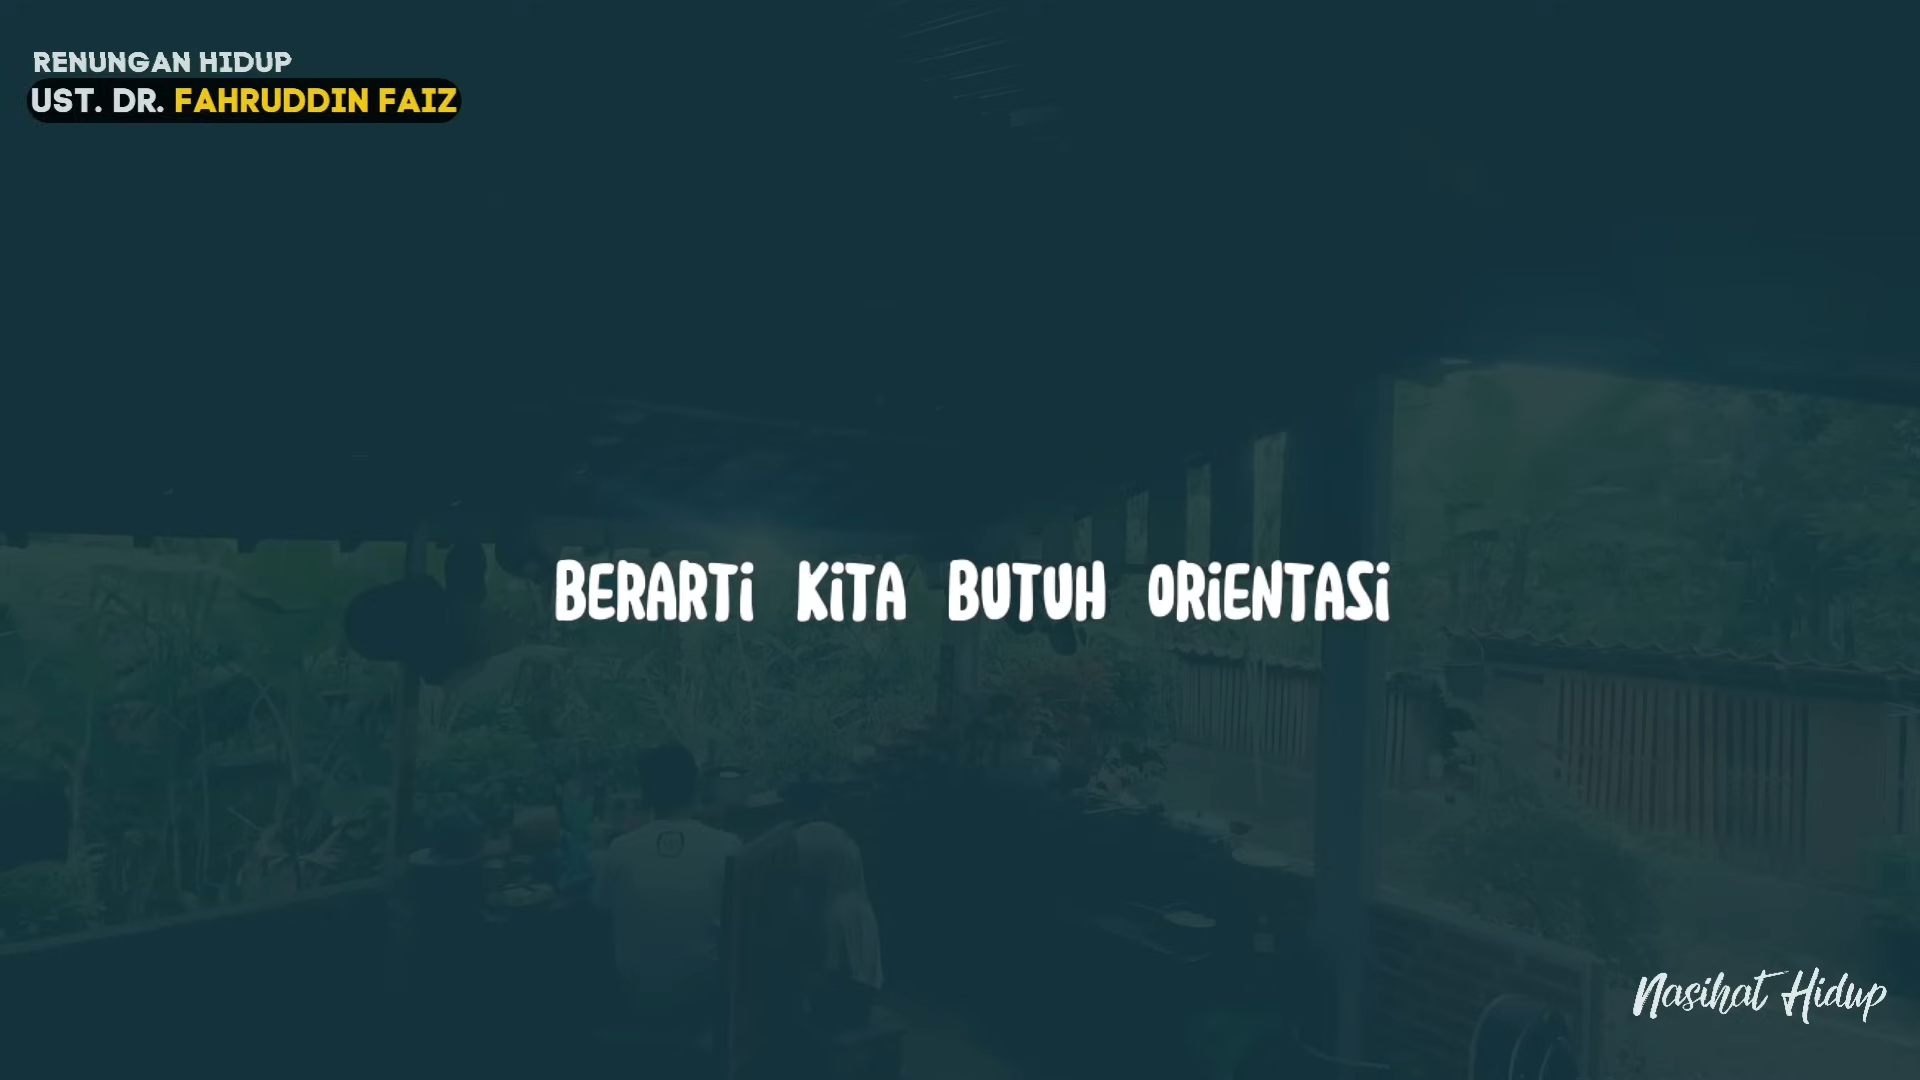 RENUNGAN HIDUP
UST. DR. FAHRUDDIN FAIZ
BERARTI KITA BUTUH ORIENTASI
Nasihat Hidup